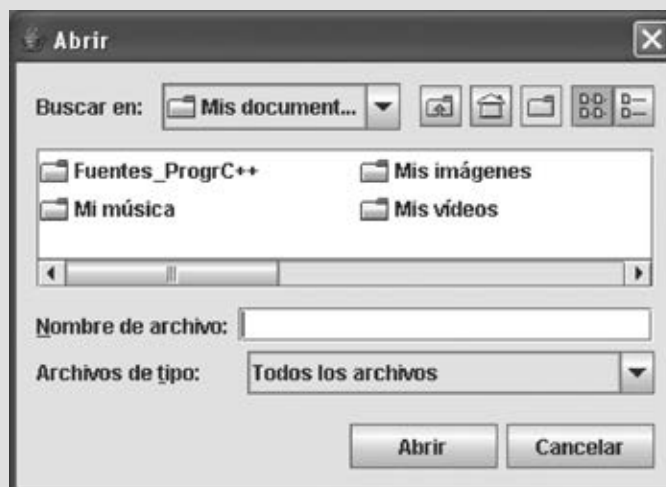 Abrir
Buscar en: Mis document...
Fuentes_ProgrC++ Mis imágenes
Mi música Mis vídeos
Nombre de archivo:
Archivos de tipo: Todos los archivos
Abrir Cancelar